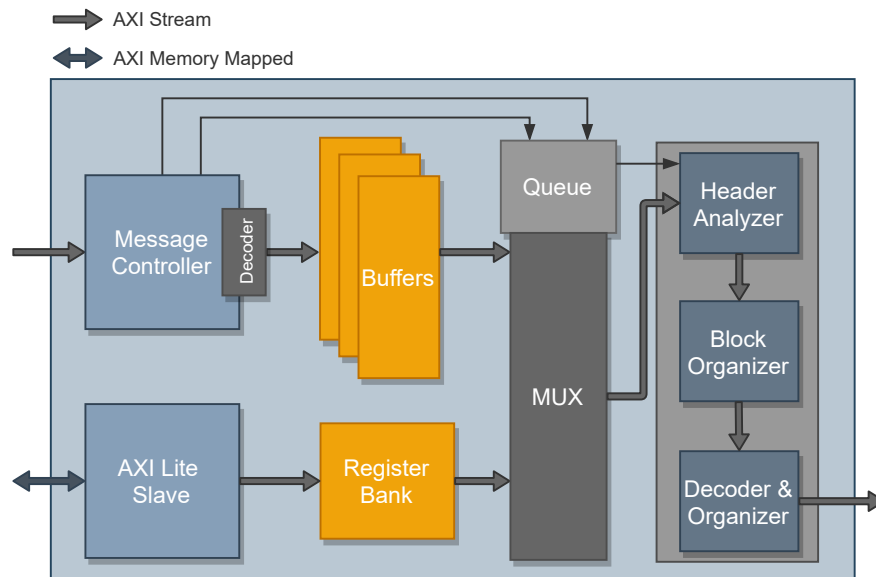 AXI Stream
AXI Memory Mapped
Message
Controller
Decoder
Buffers
Queue
MUX
Header
Analyzer
Block
Organizer
AXI Lite
Slave
Register
Bank
Decoder &
Organizer